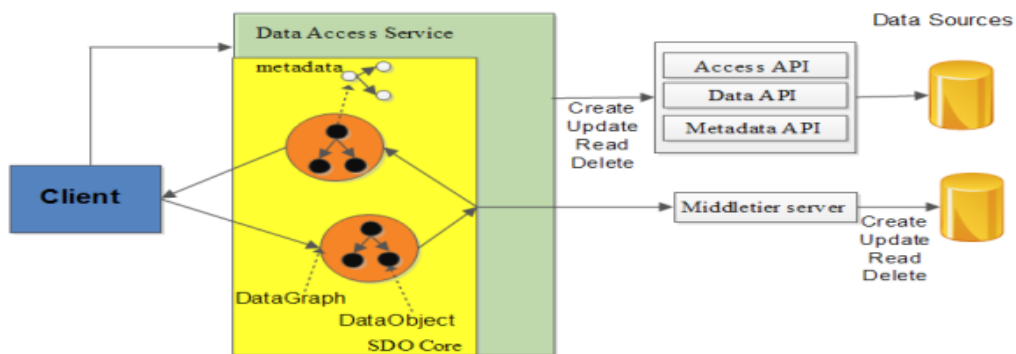 Data Sources
Data Access Service
metadata
Access API
Data API
Metadata API
Create
Update
Read
Delete
Client
Middletier server
Create
Update
Read
Delete
DataGraph
DataObject
SDO Core